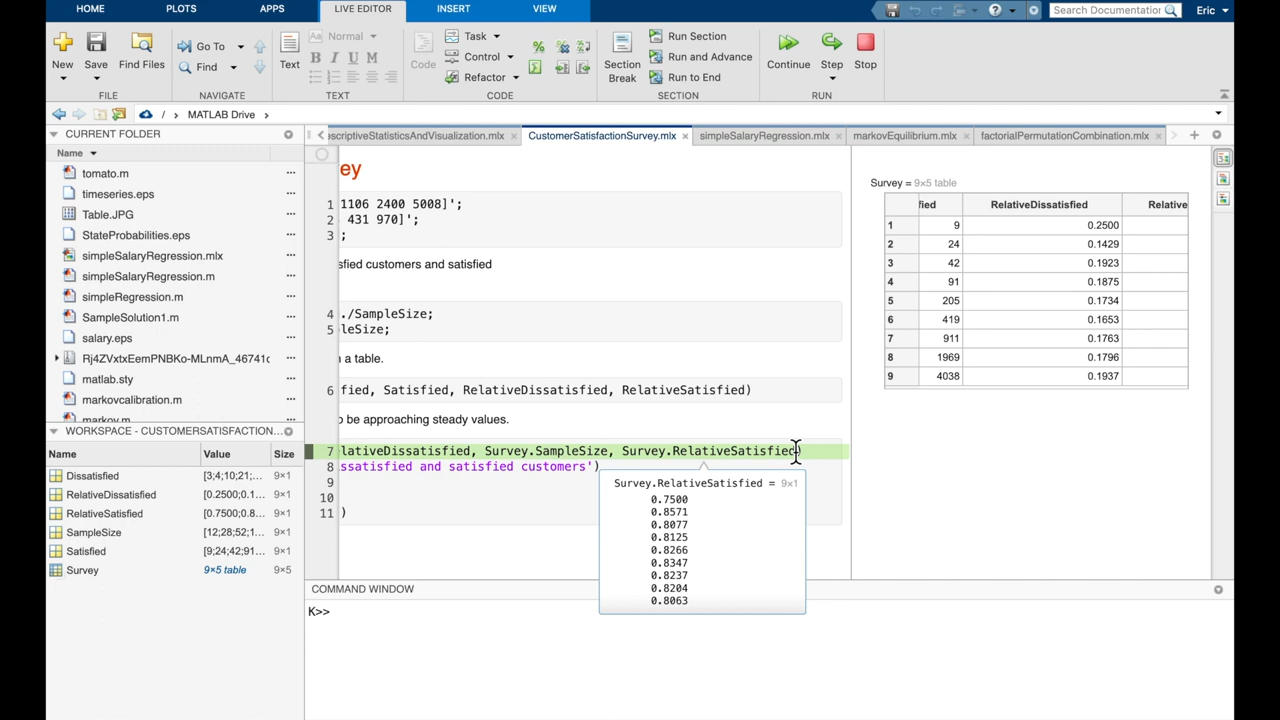 HOME PLOTS APPS LIVE EDITOR INSERT VIEW Search Documentation Eric
New Save Find Files
FILE
Go To
Find
NAVIGATE
Text
Normal
B I U M
TEXT
Code
Task
Control
Refactor
CODE
Section Break
Run Section
Run and Advance
Run to End
SECTION
Continue Step Stop
RUN
/ MATLAB Drive
CURRENT FOLDER
Name
tomato.m
timeseries.eps
Table.JPG
StateProbabilities.eps
simpleSalaryRegression.mlx
simpleSalaryRegression.m
simpleRegression.m
SampleSolution1.m
salary.eps
Rj4ZVxtxEemPNBKo-MLnmA_46741c
matlab.sty
markovcalibration.m
markov.m
WORKSPACE - CUSTOMERSATISFACTION...
Name Value Size
Dissatisfied [3;4;10;21;... 9×1
RelativeDissatisfied [0.2500;0.1... 9×1
RelativeSatisfied [0.7500;0.8... 9×1
SampleSize [12;28;52;1... 9×1
Satisfied [9;24;42;91... 9×1
Survey 9×5 table 9×5
scriptiveStatisticsAndVisualization.mlx × CustomerSatisfactionSurvey.mlx × simpleSalaryRegression.mlx × markovEquilibrium.mlx × factorialPermutationCombination.mlx ×
ey
1 1106 2400 5008]';
2 431 970]';
3 ;
sfied customers and satisfied
4 ./SampleSize;
5 leSize;
n a table.
6 fied, Satisfied, RelativeDissatisfied, RelativeSatisfied)
o be approaching steady values.
7 lativeDissatisfied, Survey.SampleSize, Survey.RelativeSatisfied)
8 ssatisfied and satisfied customers')
9
10
11 )
Survey.RelativeSatisfied = 9×1
0.7500
0.8571
0.8077
0.8125
0.8266
0.8347
0.8237
0.8204
0.8063
Survey = 9×5 table
fied RelativeDissatisfied Relative
1 9 0.2500
2 24 0.1429
3 42 0.1923
4 91 0.1875
5 205 0.1734
6 419 0.1653
7 911 0.1763
8 1969 0.1796
9 4038 0.1937
COMMAND WINDOW
K>>